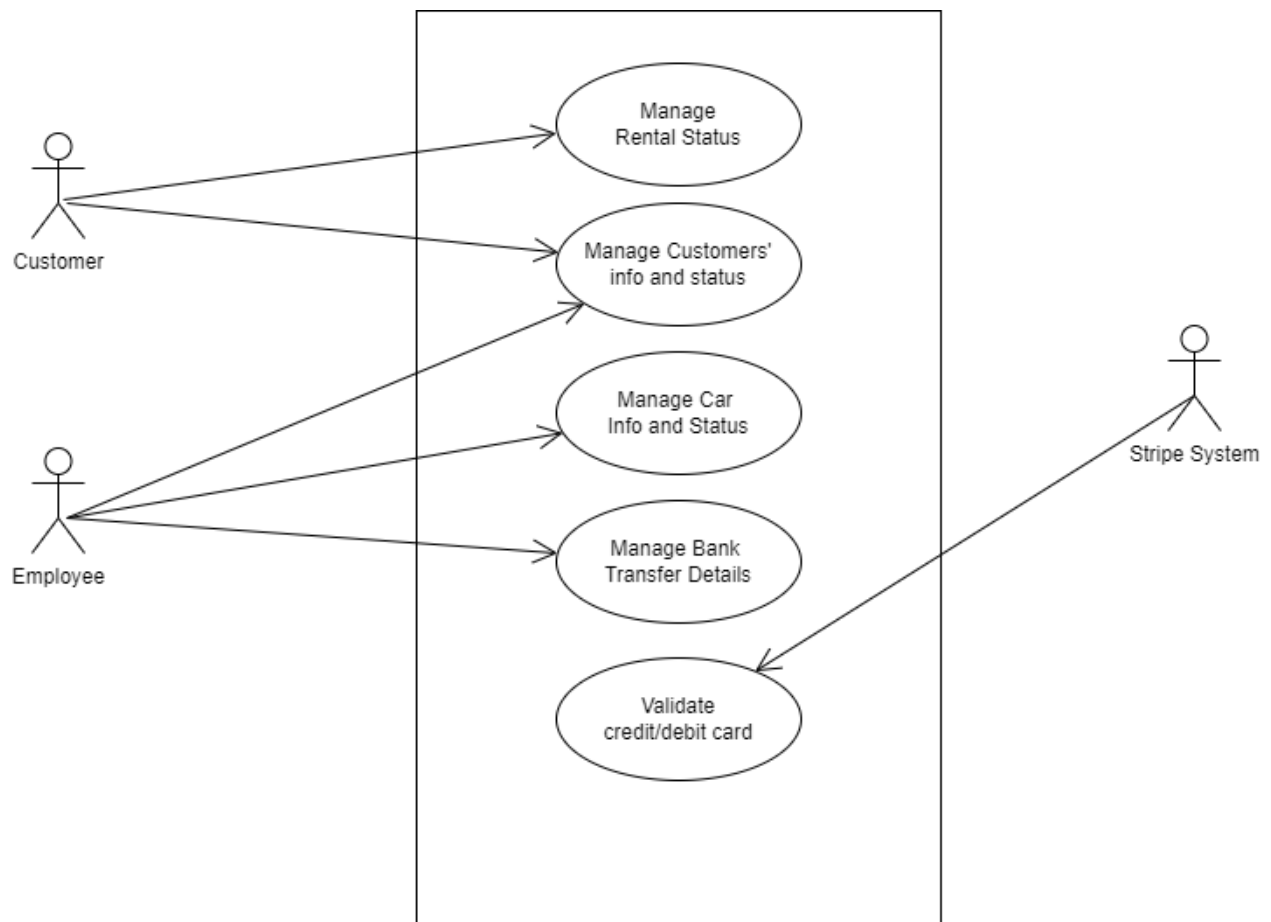 Manage
Rental Status
Customer
Manage Customers'
info and status
Manage Car
Info and Status
Stripe System
Employee
Manage Bank
Transfer Details
Validate
credit/debit card